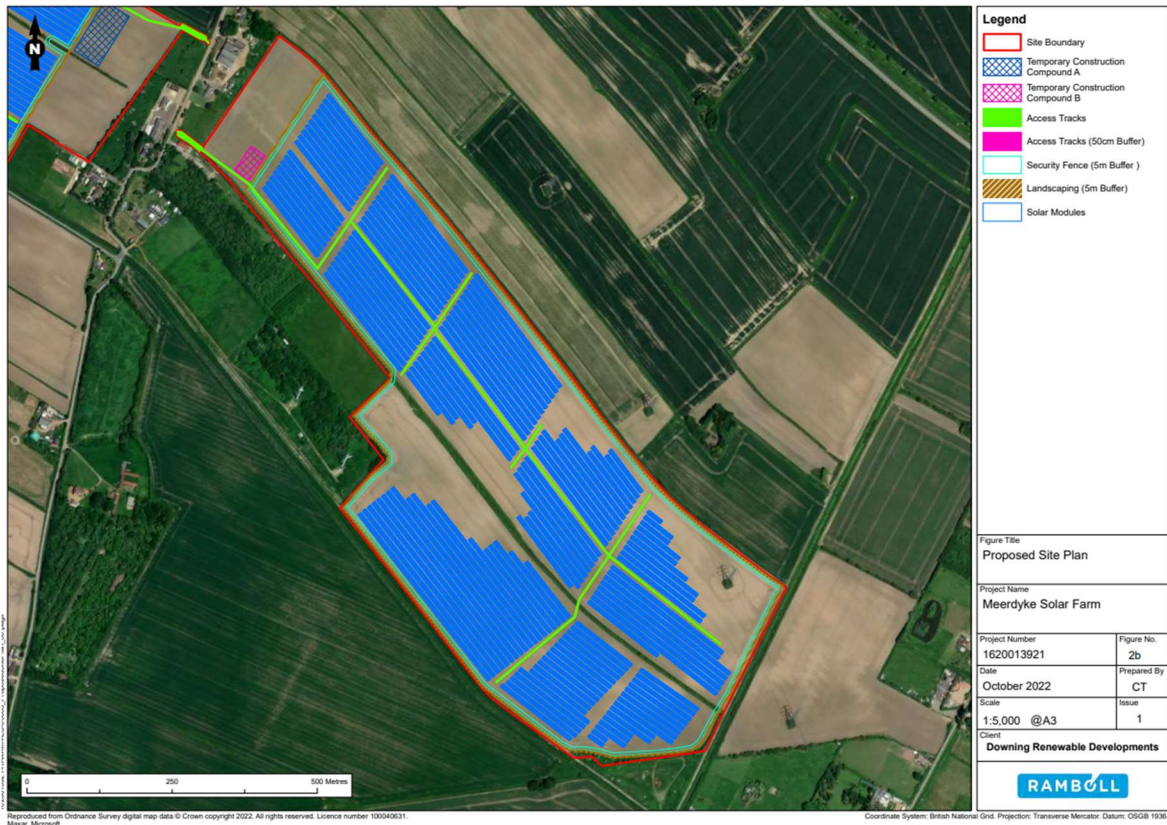 N
Legend
Site Boundary
Temporary Construction
Compound A
Temporary Construction
Compound B
Access Tracks
Access Tracks (50cm Buffer)
Security Fence (5m Buffer )
Landscaping (5m Buffer)
Solar Modules
Figure Title
Proposed Site Plan
Project Name
Meerdyke Solar Farm
Project Number
1620013921
Figure No.
2b
Date
October 2022
Prepared By
CT
Scale
1:5,000 @A3
Issue
1
Client
Downing Renewable Developments
RAMBOLL
0 250 500 Metres
Reproduced from Ordnance Survey digital map data © Crown copyright 2022. All rights reserved. Licence number 100040631.
Maxar, Microsoft
Coordinate System: British National Grid. Projection: Transverse Mercator. Datum: OSGB 1936